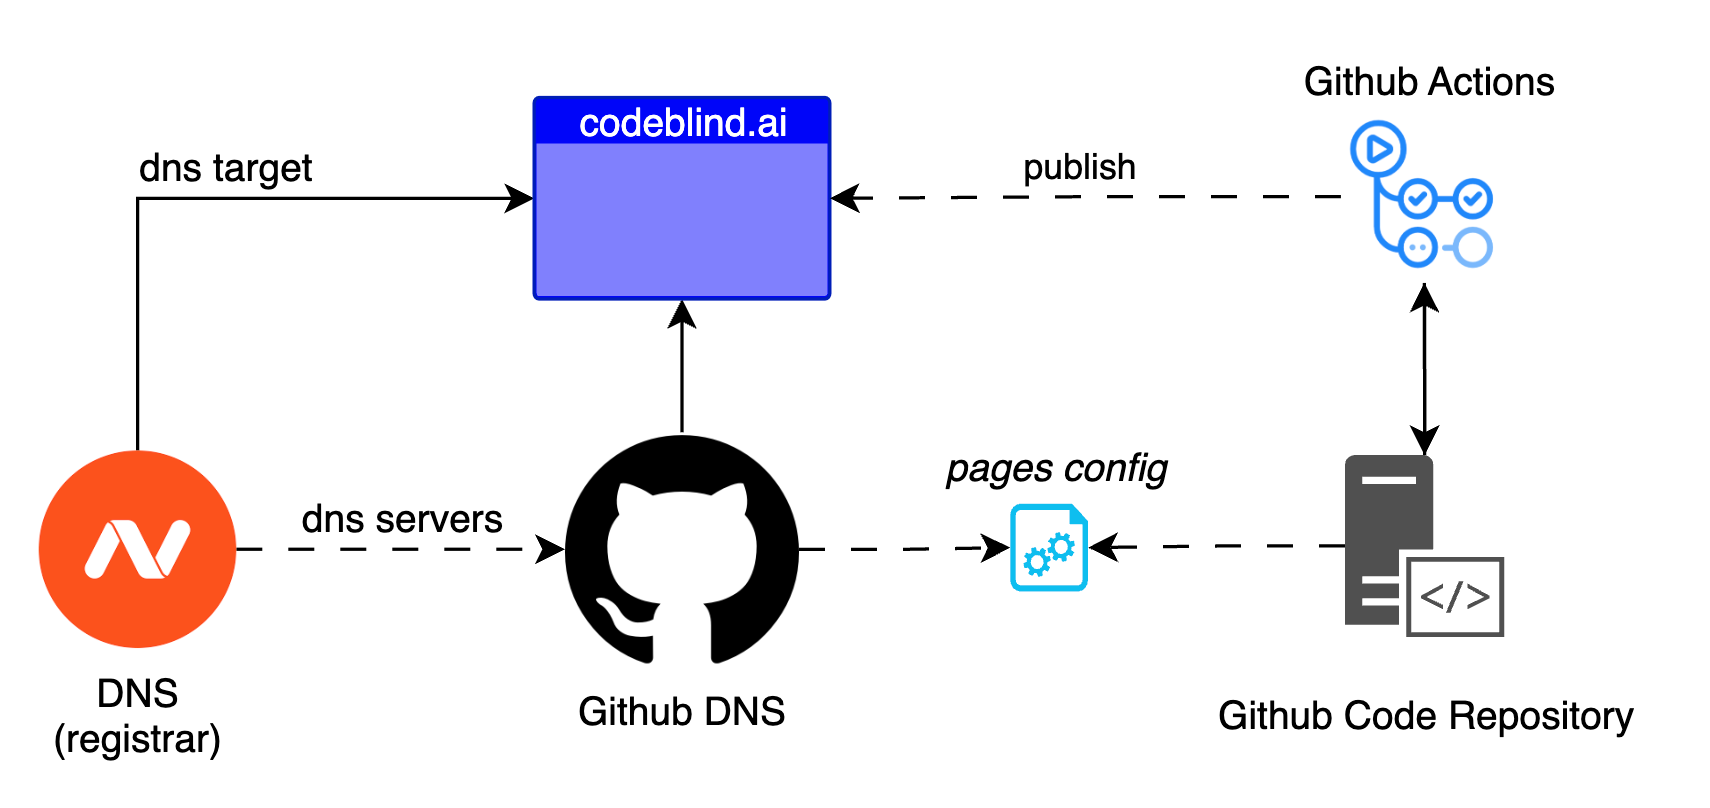 Github Actions
codeblind.ai
dns target
publish
pages config
dns servers
</>
DNS
(registrar)
Github DNS
Github Code Repository